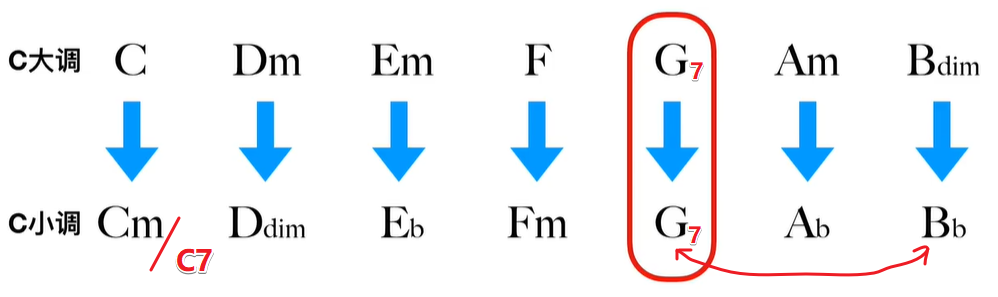 C大调 C Dm Em F G7 Am Bdim
C小调 Cm/C7 Ddim Eb Fm G7 Ab Bb